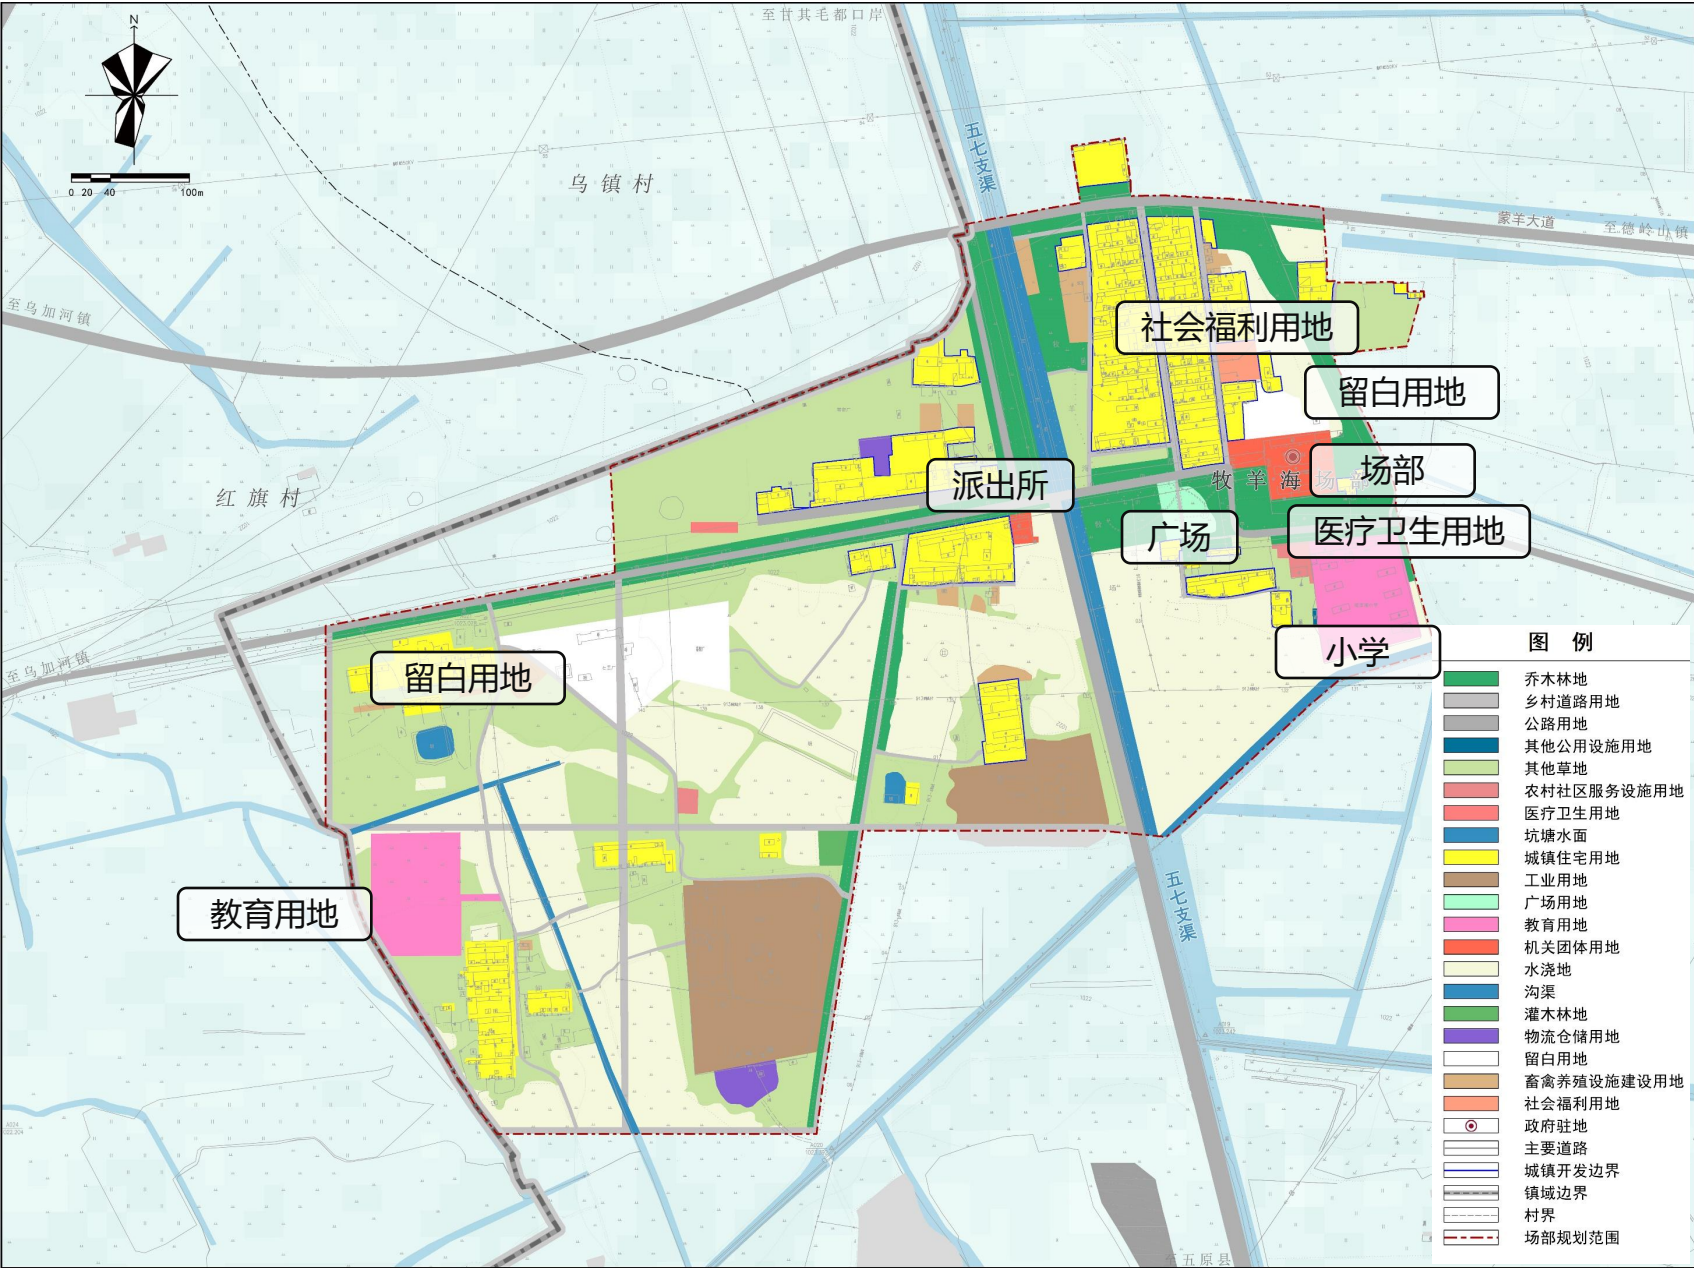 至甘其毛都口岸
N
0 20 40 100m
五七支渠
乌镇村
蒙羊大道
至德岭山镇
至乌加河镇
社会福利用地
留白用地
场部
牧羊海场部
派出所
红旗村
广场
医疗卫生用地
小学
至乌加河镇
留白用地
教育用地
五七支渠
至五原县
图 例
乔木林地
乡村道路用地
公路用地
其他公用设施用地
其他草地
农村社区服务设施用地
医疗卫生用地
坑塘水面
城镇住宅用地
工业用地
广场用地
教育用地
机关团体用地
水浇地
沟渠
灌木林地
物流仓储用地
留白用地
畜禽养殖设施建设用地
社会福利用地
政府驻地
主要道路
城镇开发边界
镇域边界
村界
场部规划范围